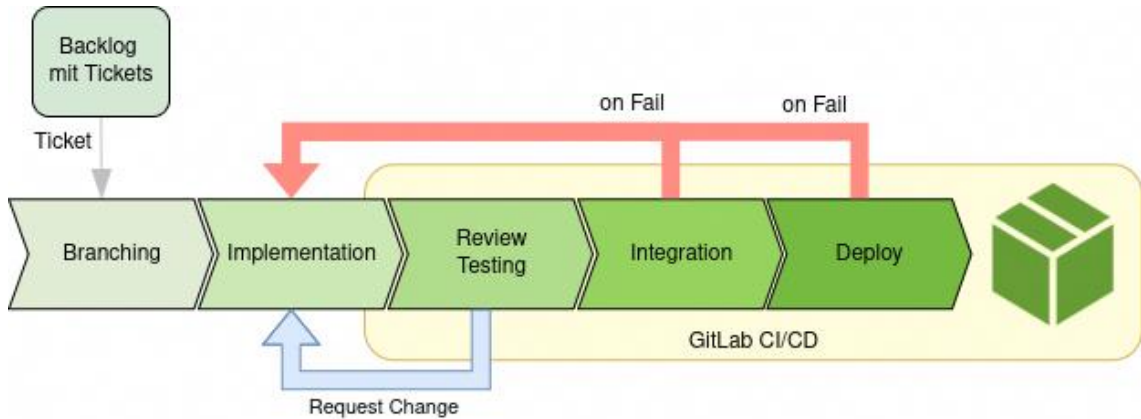 Backlog
mit Tickets
Ticket
on Fail
on Fail
Branching
Implementation
Review
Testing
Integration
Deploy
GitLab CI/CD
Request Change